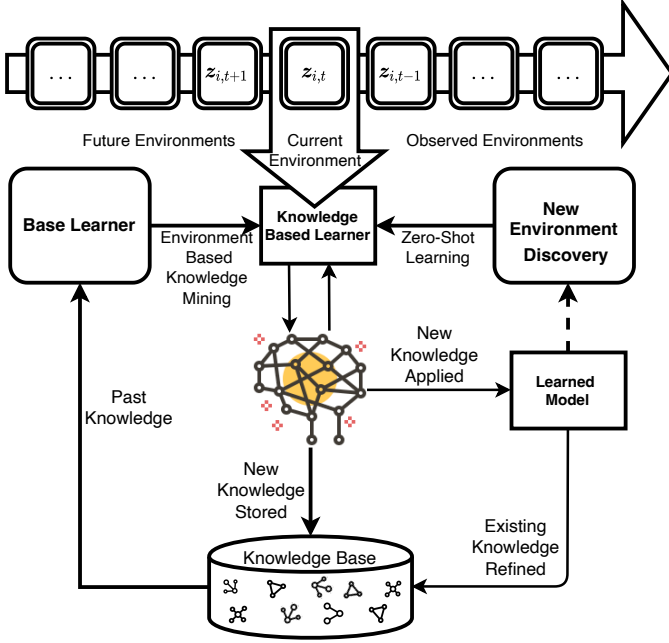 ...
...
z_{i,t+1}
z_{i,t}
z_{i,t-1}
...
...
Future Environments
Current
Environment
Observed Environments
Base Learner
Environment
Based
Knowledge
Mining
Knowledge
Based Learner
Zero-Shot
Learning
New
Environment
Discovery
New
Knowledge
Applied
Learned
Model
Past
Knowledge
New
Knowledge
Stored
Existing
Knowledge
Refined
Knowledge Base